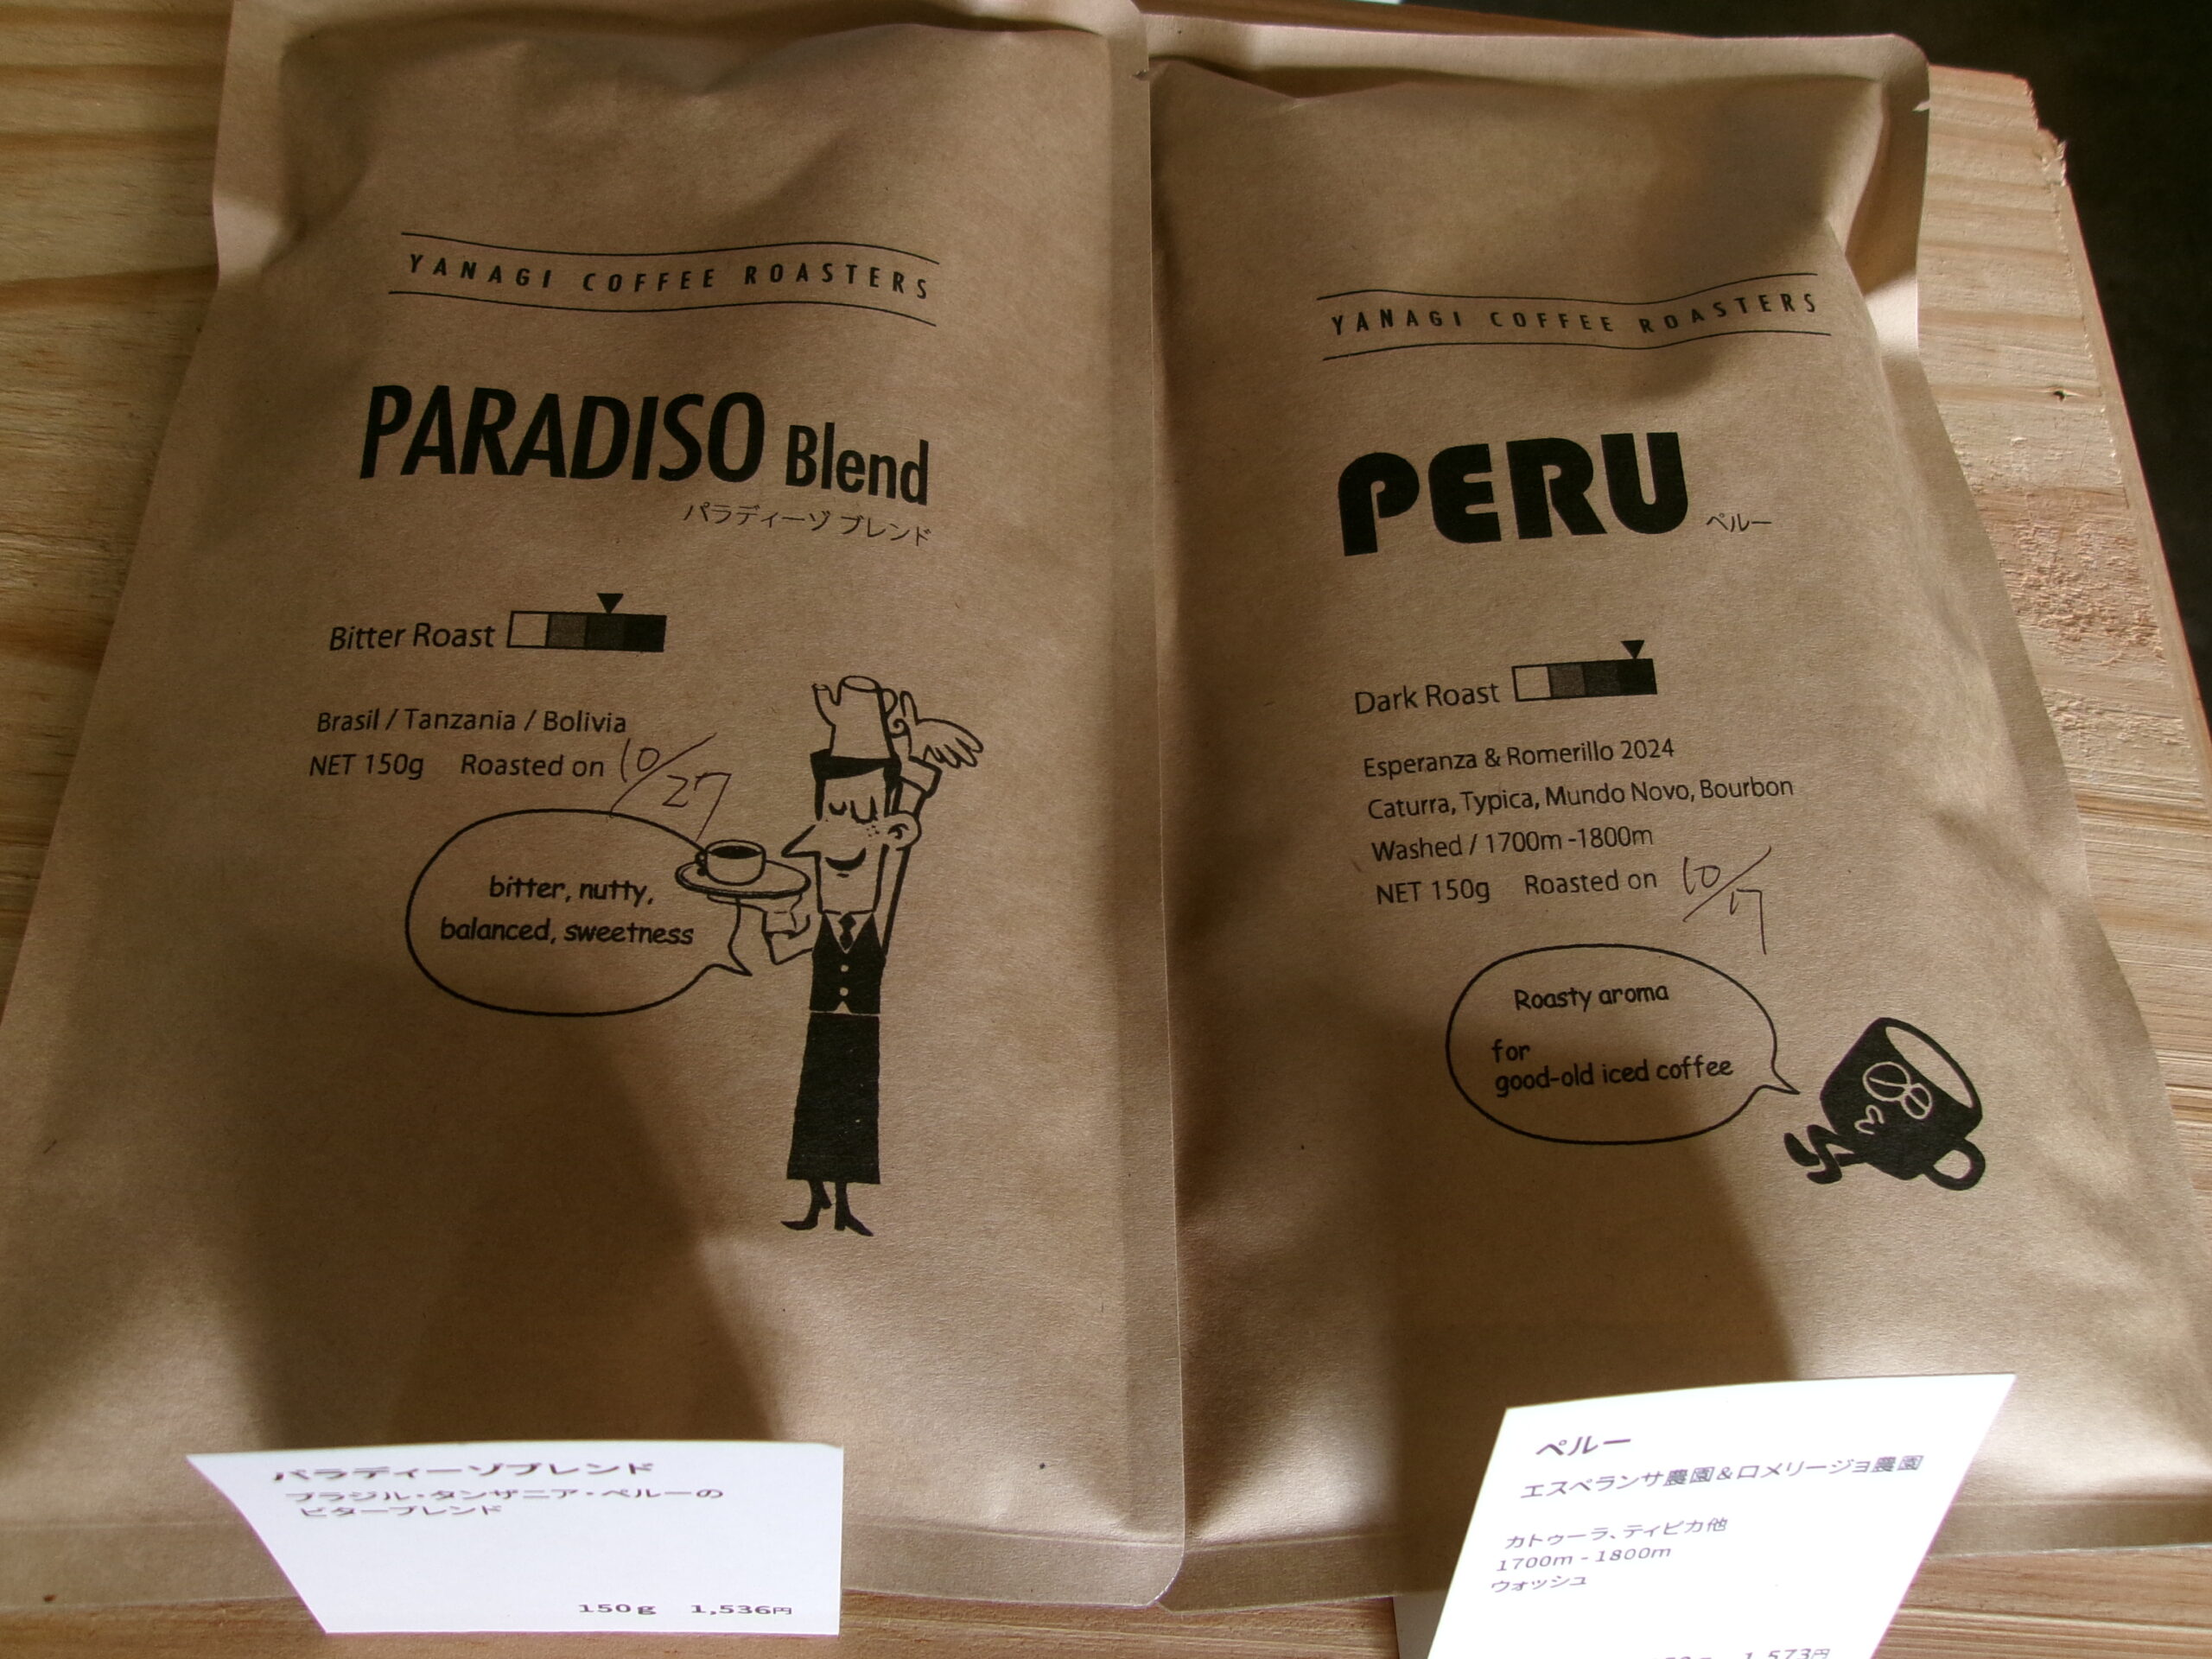 YANAGI COFFEE ROASTERS
PARADISO Blend
パラディーゾ ブレンド
Bitter Roast
Brasil / Tanzania / Bolivia
NET 150g Roasted on 10/27
bitter, nutty,
balanced, sweetness
パラディーゾブレンド
ブラジル・タンザニア・ペルーの
ビターブレンド
150g 1,536円
YANAGI COFFEE ROASTERS
PERU ペルー
Dark Roast
Esperanza & Romerillo 2024
Caturra, Typica, Mundo Novo, Bourbon
Washed / 1700m -1800m
NET 150g Roasted on 10/17
Roasty aroma
for
good-old iced coffee
ペルー
エスペランサ農園&ロメリージョ農園
カトゥーラ、ティピカ他
1700m - 1800m
ウォッシュ
1,573円